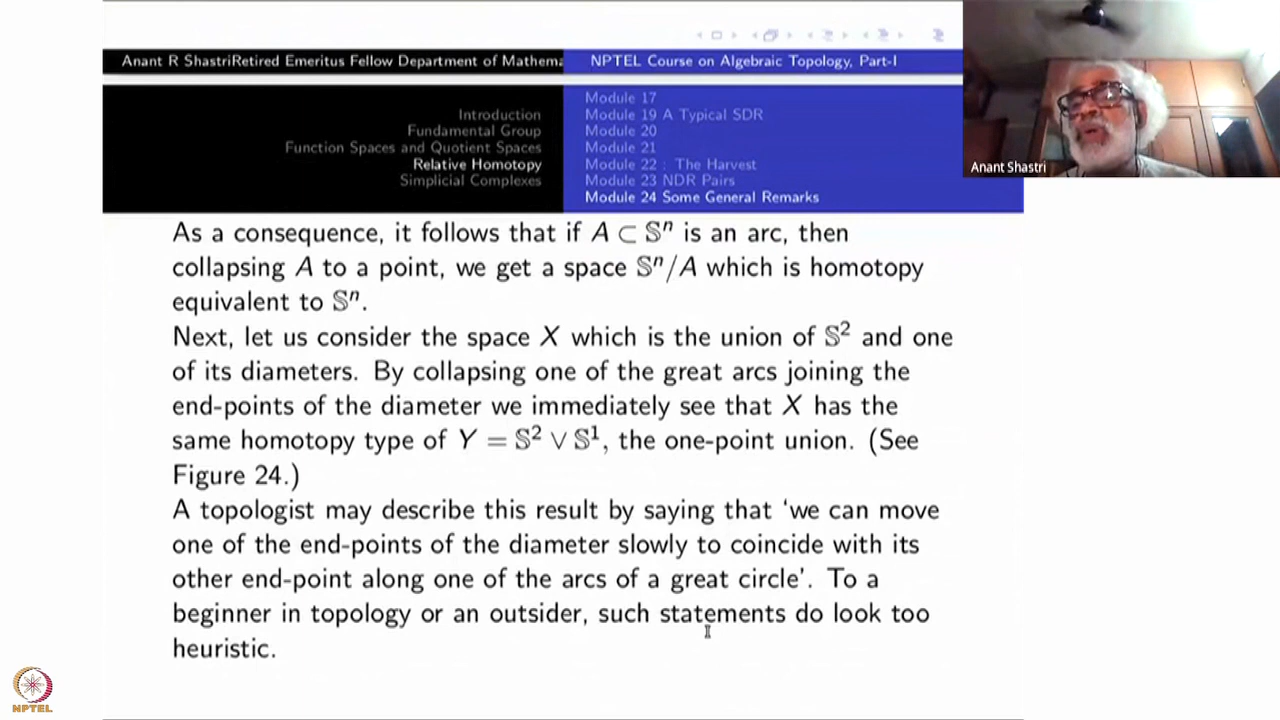 Anant R ShastriRetired Emeritus Fellow Department of Mathema
NPTEL Course on Algebraic Topology, Part-I
Introduction
Fundamental Group
Function Spaces and Quotient Spaces
Relative Homotopy
Simplicial Complexes
Module 17
Module 19 A Typical SDR
Module 20
Module 21
Module 22 : The Harvest
Module 23 NDR Pairs
Module 24 Some General Remarks
Anant Shastri
As a consequence, it follows that if A ⊂ 𝕊ⁿ is an arc, then
collapsing A to a point, we get a space 𝕊ⁿ/A which is homotopy
equivalent to 𝕊ⁿ.
Next, let us consider the space X which is the union of 𝕊² and one
of its diameters. By collapsing one of the great arcs joining the
end-points of the diameter we immediately see that X has the
same homotopy type of Y = 𝕊² ∨ 𝕊¹, the one-point union. (See
Figure 24.)
A topologist may describe this result by saying that ‘we can move
one of the end-points of the diameter slowly to coincide with its
other end-point along one of the arcs of a great circle’. To a
beginner in topology or an outsider, such statements do look too
heuristic.
NPTEL